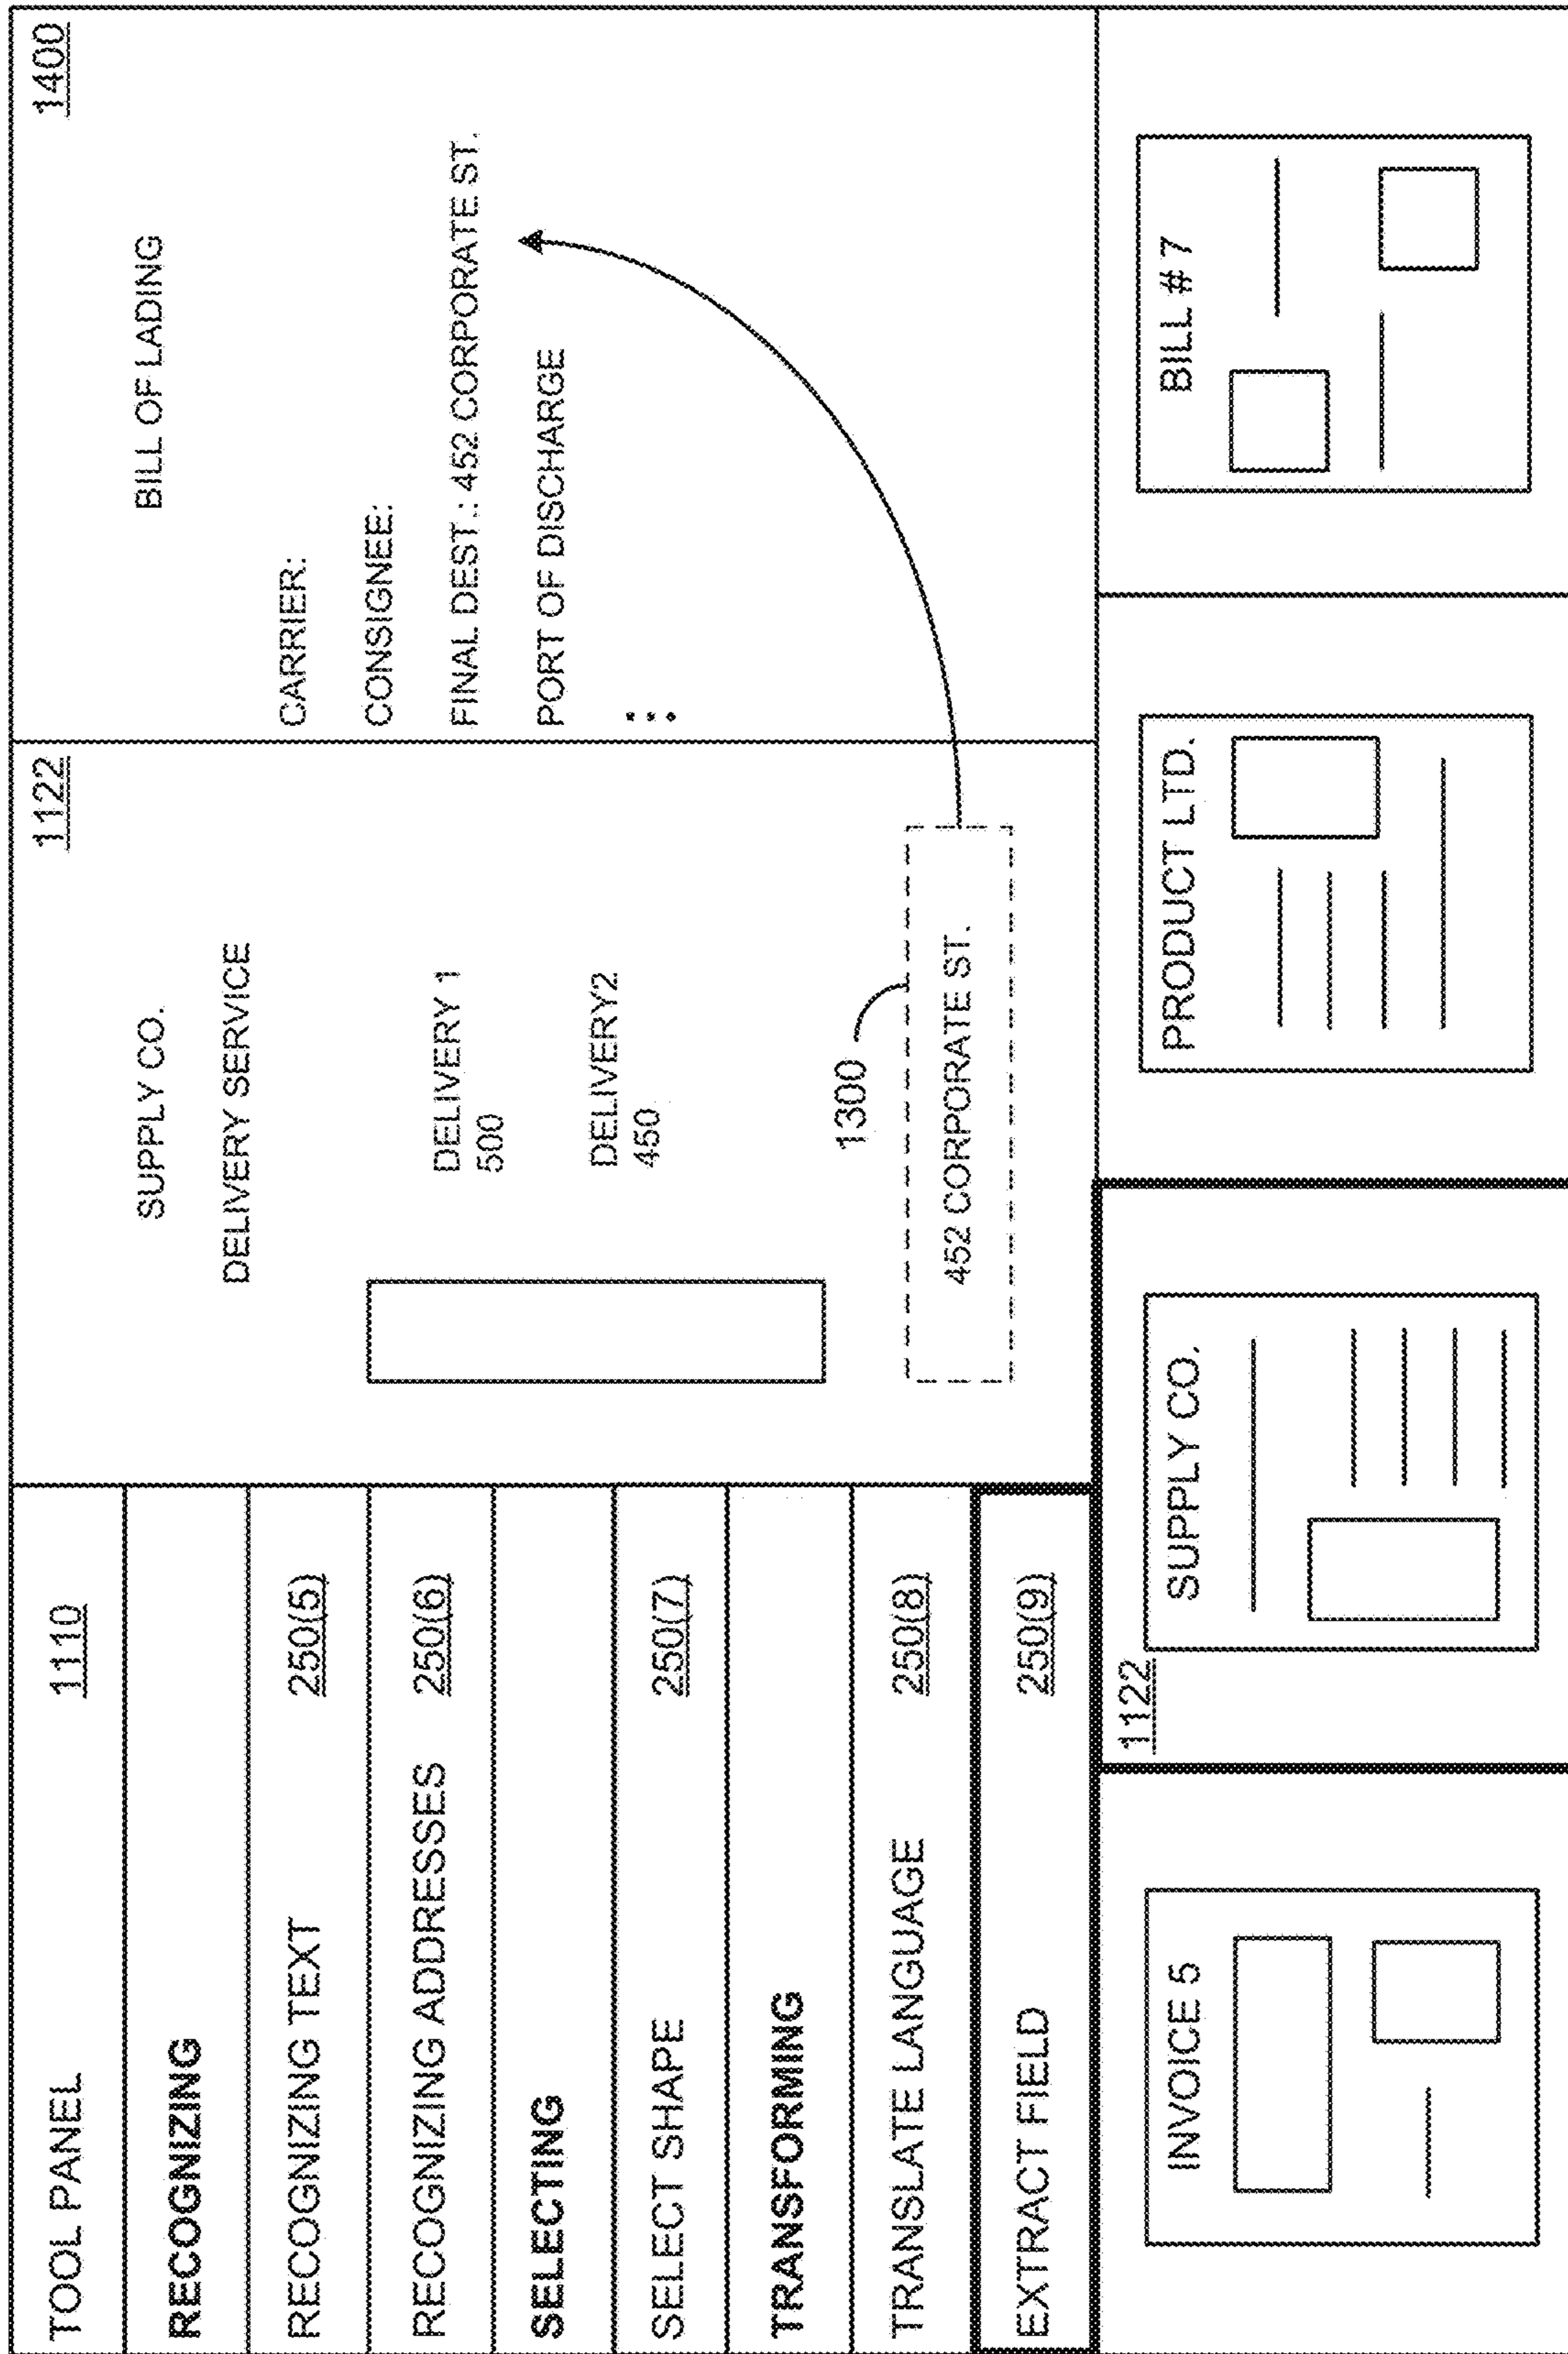 TOOL PANEL 1110
RECOGNIZING
RECOGNIZING TEXT 250(5)
RECOGNIZING ADDRESSES 250(6)
SELECTING
SELECT SHAPE 250(7)
TRANSFORMING
TRANSLATE LANGUAGE 250(8)
EXTRACT FIELD 250(9)
1122
SUPPLY CO.
DELIVERY SERVICE
DELIVERY 1
500
DELIVERY2
450
1300
452 CORPORATE ST.
1400
BILL OF LADING
CARRIER:
CONSIGNEE:
FINAL DEST.: 452 CORPORATE ST.
PORT OF DISCHARGE
INVOICE 5
1122
SUPPLY CO.
PRODUCT LTD.
BILL # 7